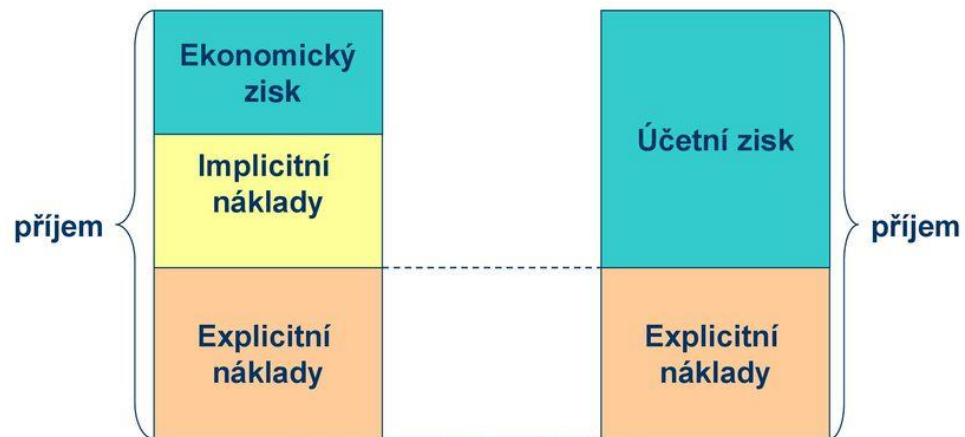 Ekonomický
zisk
Implicitní
náklady
příjem
Explicitní
náklady
Účetní zisk
příjem
Explicitní
náklady